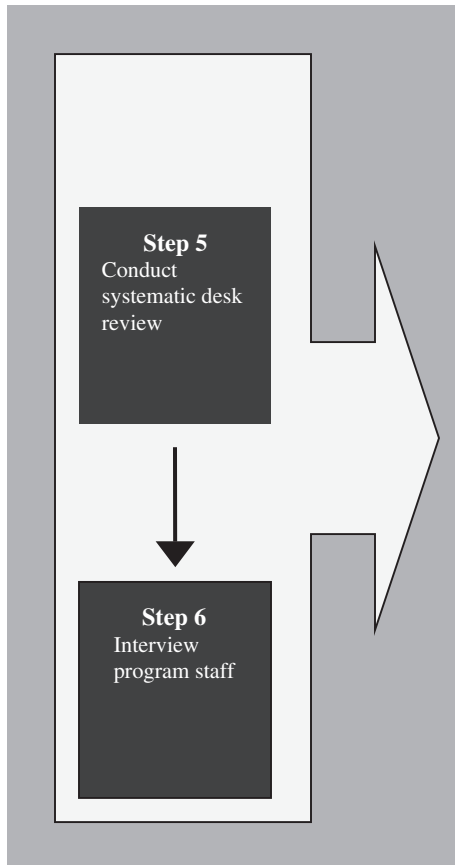 Step 5
Conduct
systematic desk
review
Step 6
Interview
program staff